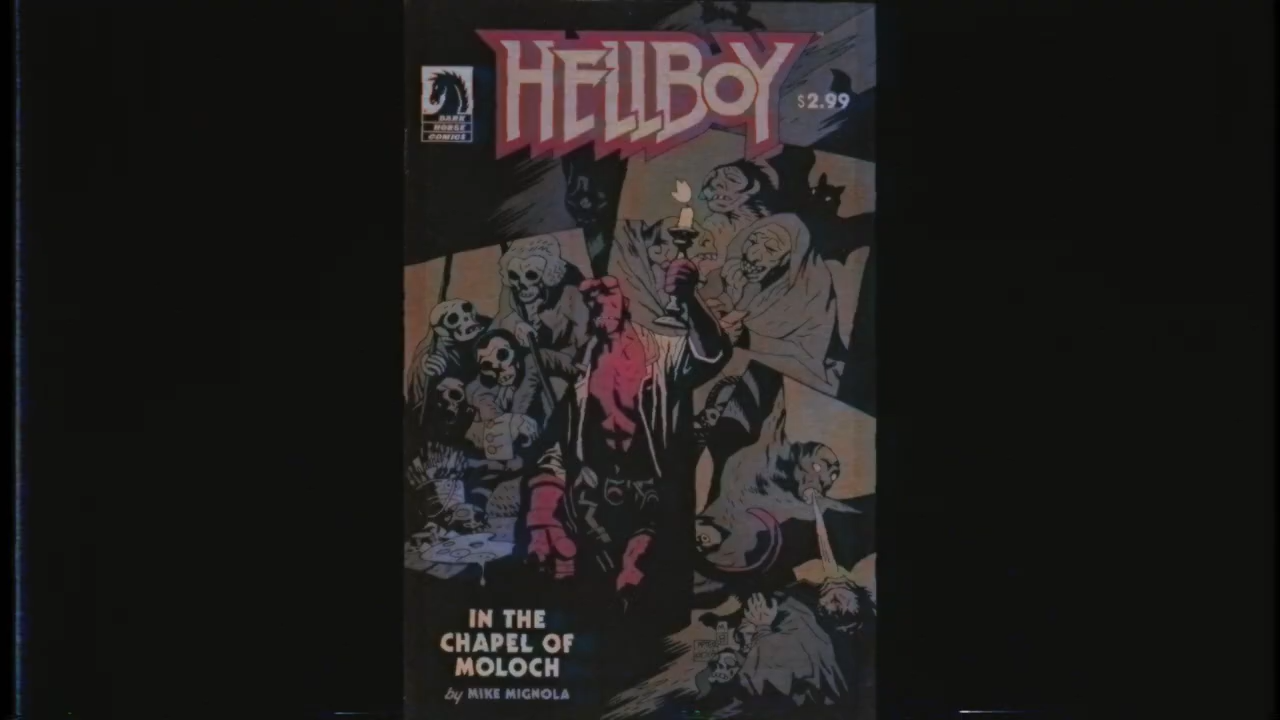 HELLBOY
$2.99
DARK
HORSE
COMICS
IN THE
CHAPEL OF
MOLOCH
by MIKE MIGNOLA